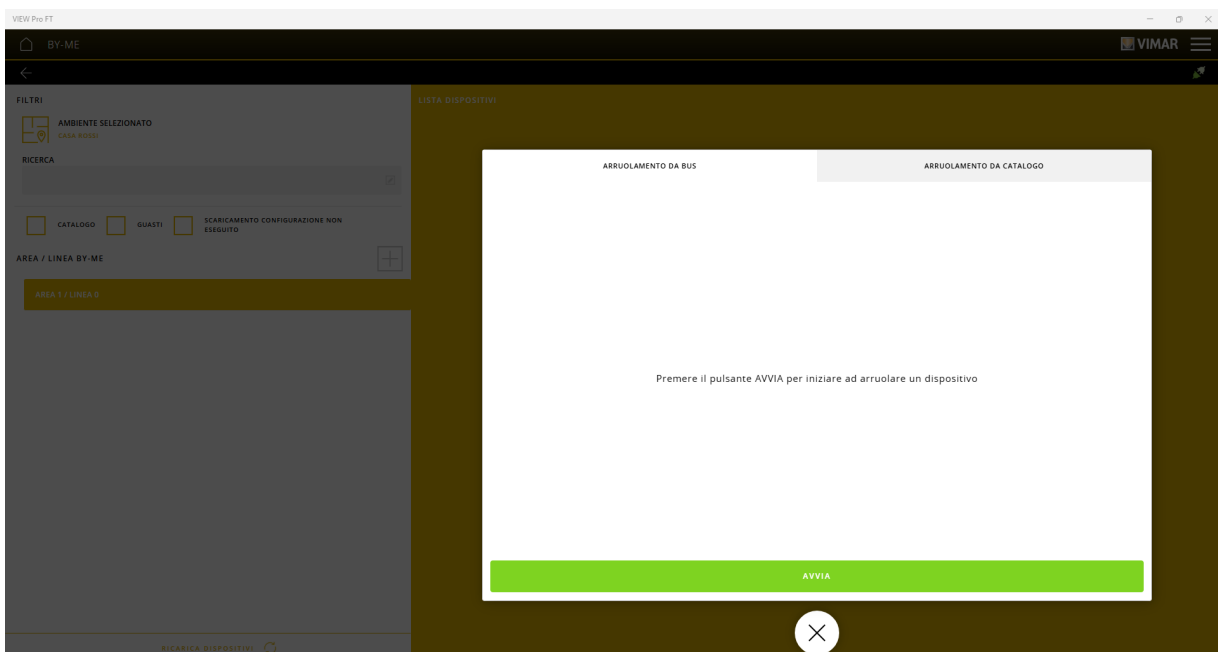 VIEW Pro FT
BY-ME
VIMAR
FILTRI
AMBIENTE SELEZIONATO
CASA ROSSI
RICERCA
CATALOGO
GUASTI
SCARICAMENTO CONFIGURAZIONE NON
ESEGUITO
AREA / LINEA BY-ME
AREA 1 / LINEA 0
RICARICA DISPOSITIVI
LISTA DISPOSITIVI
ARRUOLAMENTO DA BUS
ARRUOLAMENTO DA CATALOGO
Premere il pulsante AVVIA per iniziare ad arruolare un dispositivo
AVVIA